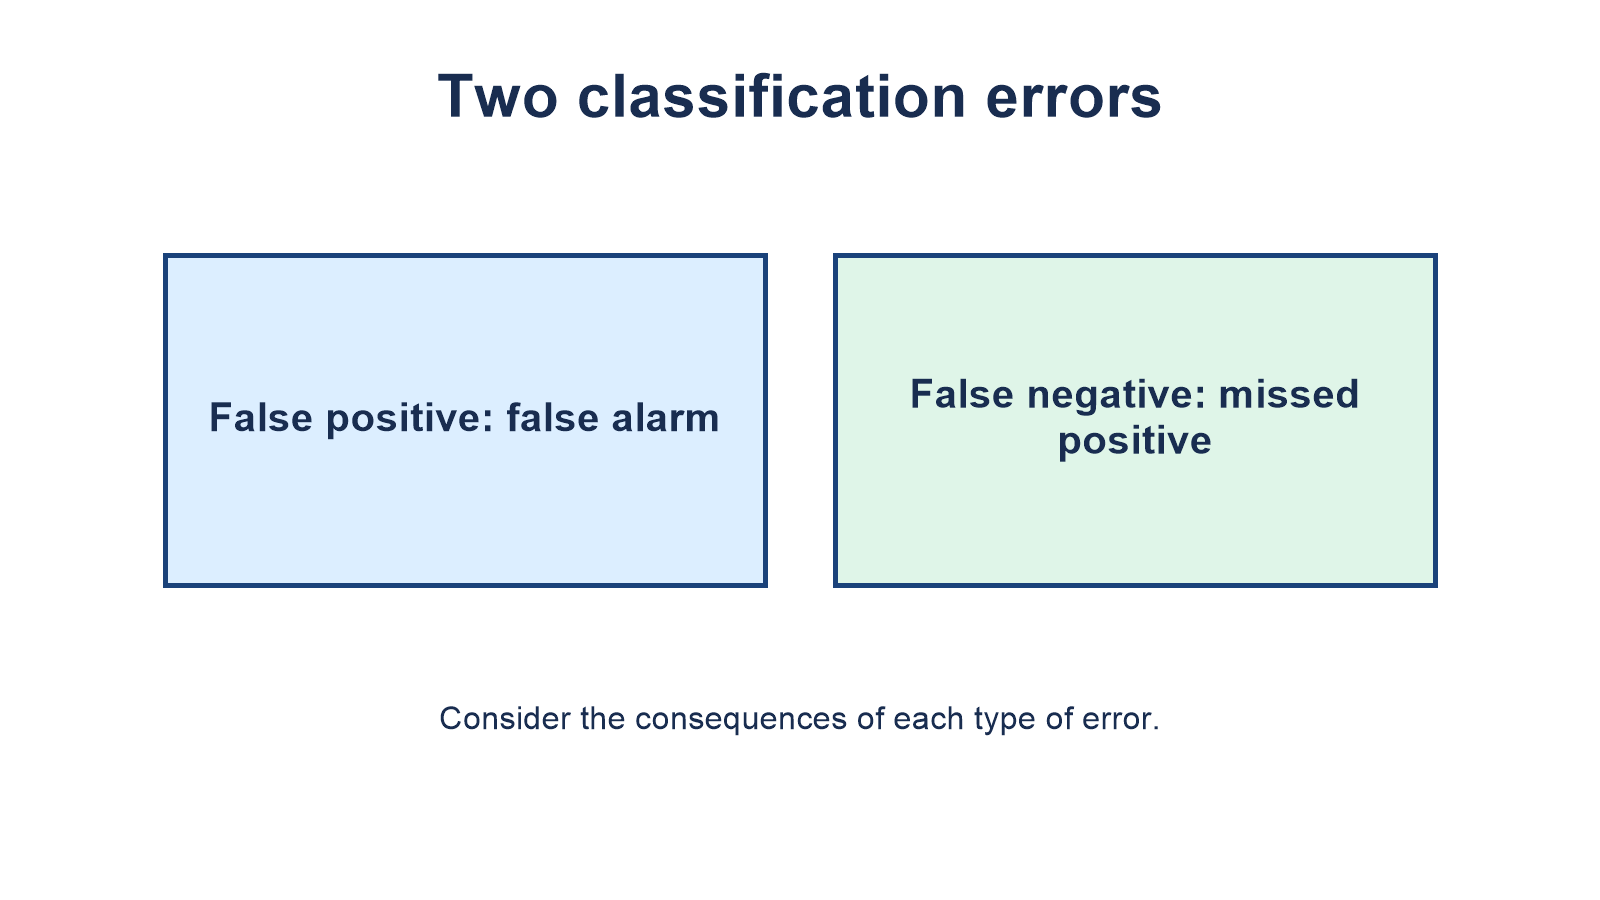 Two classification errors
False positive: false alarm
False negative: missed
positive
Consider the consequences of each type of error.